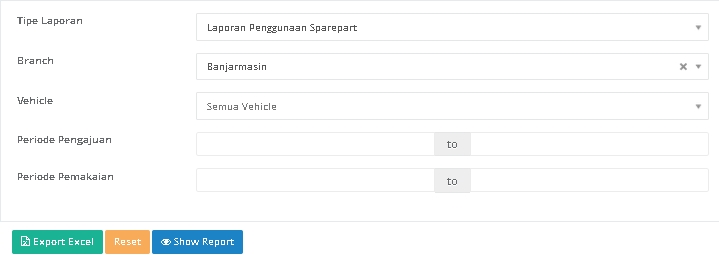 Tipe Laporan
Laporan Penggunaan Sparepart
Branch
Banjarmasin
Vehicle
Semua Vehicle
Periode Pengajuan
to
Periode Pemakaian
to
Export Excel Reset Show Report